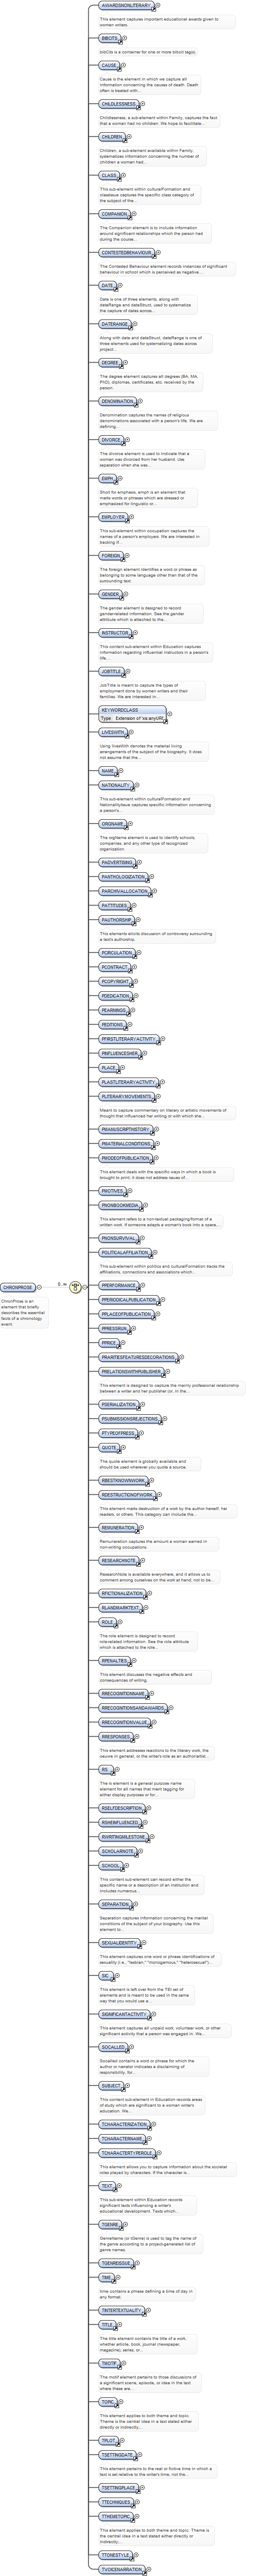 AWARDSNONLITERARY
This element captures important educational awards given to
women writers.
BIBCITS
bibCits is a container for one or more bibcit tag(s).
CAUSE
Cause is the element in which we capture all
information concerning the causes of death. Death
often is treated with...
CHILDLESSNESS
Childlessness, a sub-element within Family, captures the fact
that a woman had no children. We hope to facilitate...
CHILDREN
Children, a sub-element available within Family,
systematizes information concerning the number of
children a woman had...
CLASS
This sub-element within culturalFormation and
classIssue captures the specific class category of
the subject of the...
COMPANION
The Companion element is to include information
around significant relationships which the person had
during the course...
CONTESTEDBEHAVIOUR
The Contested Behaviour element records instances of significant
behaviour in school which is perceived as negative...
DATE
Date is one of three elements, along with
dateRange and dateStruct, used to systematize
the capture of dates across...
DATERANGE
Along with date and dateStruct, dateRange is one of
three elements used for systematizing dates across
project...
DEGREE
The degree element captures all degrees (BA, MA,
PhD), diplomas, certificates, etc. received by the
person.
DENOMINATION
Denomination captures the names of religious
denominations associated with a person's life. We are
defining...
DIVORCE
The divorce element is used to indicate that a
woman was divorced from her husband. Use
separation when she was...
EMPH
Short for emphasis, emph is an element that
marks words or phrases which are stressed or
emphasized for linguistic or...
EMPLOYER
This sub-element within occupation captures the
names of a person's employers. We are interested in
tracking if...
FOREIGN
The foreign element identifies a word or phrase as
belonging to some language other than that of the
surrounding text.
GENDER
The gender element is designed to record
gender-related information. See the gender
attribute which is attached to the...
INSTRUCTOR
This content sub-element within Education captures
information regarding influential instructors in a person's
life...
JOBTITLE
JobTitle is meant to capture the types of
employment done by women writers and their
families. We are interested in...
KEYWORDCLASS
Type Extension of 'xs:anyURI'
LIVESWITH
Using livesWith denotes the material living
arrangements of the subject of the biography. It does
not assume that the...
NAME
NATIONALITY
This sub-element within culturalFormation and
NationalityIssue captures specific information concerning
a person's...
ORGNAME
The orgName element is used to identify schools,
companies, and any other type of recognized
organization.
PADVERTISING
PANTHOLOGIZATION
PARCHIVALLOCATION
PATTITUDES
PAUTHORSHIP
This elements elicits discussion of controversy surrounding
a text's authorship.
PCIRCULATION
PCONTRACT
PCOPYRIGHT
PDEDICATION
PEARNINGS
PEDITIONS
PFIRSTLITERARYACTIVITY
PINFLUENCESHER
PLACE
PLASTLITERARYACTIVITY
PLITERARYMOVEMENTS
Meant to capture commentary on literary or artistic movements of
thought that influenced her writing or with which she...
PMANUSCRIPTHISTORY
PMATERIALCONDITIONS
PMODEOFPUBLICATION
This element deals with the specific ways in which a book is
brought to print: it does not address issues of...
PMOTIVES
PNONBOOKMEDIA
This element refers to a non-textual packaging/format of a
written work. If someone adapts a woman's book into a stage...
PNONSURVIVAL
POLITICALAFFILIATION
This sub-element within politics and culturalFormation tracks the
affiliations, connections and associations which...
CHRONPROSE
0..∞
ChronProse is an
element that briefly
describes the essential
facts of a chronology
event.
PPERFORMANCE
PPERIODICALPUBLICATION
PPLACEOFPUBLICATION
PPRESSRUN
PPRICE
PRARITIESFEATURESDECORATIONS
PRELATIONSWITHPUBLISHER
This element is designed to capture the mainly professional relationship
between a writer and her publisher (or, in the...
PSERIALIZATION
PSUBMISSIONSREJECTIONS
PTYPEOFPRESS
QUOTE
The quote element is globally available and
should be used wherever you quote a source.
RBESTKNOWNWORK
RDESTRUCTIONOFWORK
This element marks destruction of a work by the author herself, her
readers, or others. This category can include the...
REMUNERATION
Remuneration captures the amount a woman earned in
non-writing occupations.
RESEARCHNOTE
ResearchNote is available everywhere, and it allows us to
comment among ourselves on the work at hand, not to be...
RFICTIONALIZATION
RLANDMARKTEXT
ROLE
The role element is designed to record
role-related information. See the role attribute
which is attached to the role...
RPENALTIES
This element discusses the negative effects and
consequences of writing.
RRECOGNITIONNAME
RRECOGNITIONSANDAWARDS
RRECOGNITIONVALUE
RRESPONSES
This element addresses reactions to the literary work, the
oeuvre in general, or the writer's role as an authorial...
RS
The rs element is a general purpose name
element for all names that merit tagging for
either display purposes or for...
RSELFDESCRIPTION
RSHEINFLUENCED
RWRITINGMILESTONE
SCHOLARNOTE
SCHOOL
This content sub-element can record either the
specific name or a description of an institution and
includes numerous...
SEPARATION
Separation captures information concerning the marital
conditions of the subject of your biography. Use this
element to...
SEXUALIDENTITY
This element captures one word or phrase identifications of
sexuality (i.e., "lesbian," "monogamous," "heterosexual")...
SIC
This element is left over from the TEI set of
elements and is meant to be used in the same
way that you would use a...
SIGNIFICANTACTIVITY
This element captures all unpaid work, volunteer work, or other
significant activity that a person was engaged in. We...
SOCALLED
SoCalled contains a word or phrase for which the
author or narrator indicates a disclaiming of
responsibility, for...
SUBJECT
This content sub-element in Education records areas
of study which are significant to a woman writer's
education. We...
TCHARACTERIZATION
TCHARACTERNAME
TCHARACTERTYPEROLE
This element allows you to capture information about the societal
roles played by characters. If the character is...
TEXT
This sub-element within Education records
significant texts influencing a writer's
educational development. Texts which...
TGENRE
GenreName (or tGenre) is used to tag the name of
the genre according to a project-generated list of
genre names.
TGENREISSUE
TIME
time contains a phrase defining a time of day in
any format.
TINTERTEXTUALITY
TITLE
The title element contains the title of a work,
whether article, book, journal (newspaper,
magazine), series, or...
TMOTIF
The motif element pertains to those discussions of
a significant scene, episode, or idea in the text
where these are...
TOPIC
This element applies to both theme and topic.
Theme is the central idea in a text stated either
directly or indirectly;...
TPLOT
TSETTINGDATE
This element pertains to the real or fictive time in which a
text is set relative to the writer's time, not the...
TSETTINGPLACE
TTECHNIQUES
TTHEMETOPIC
This element applies to both theme and topic. Theme
is the central idea in a text stated either directly or
indirectly;...
TTONESTYLE
TVOICENARRATION